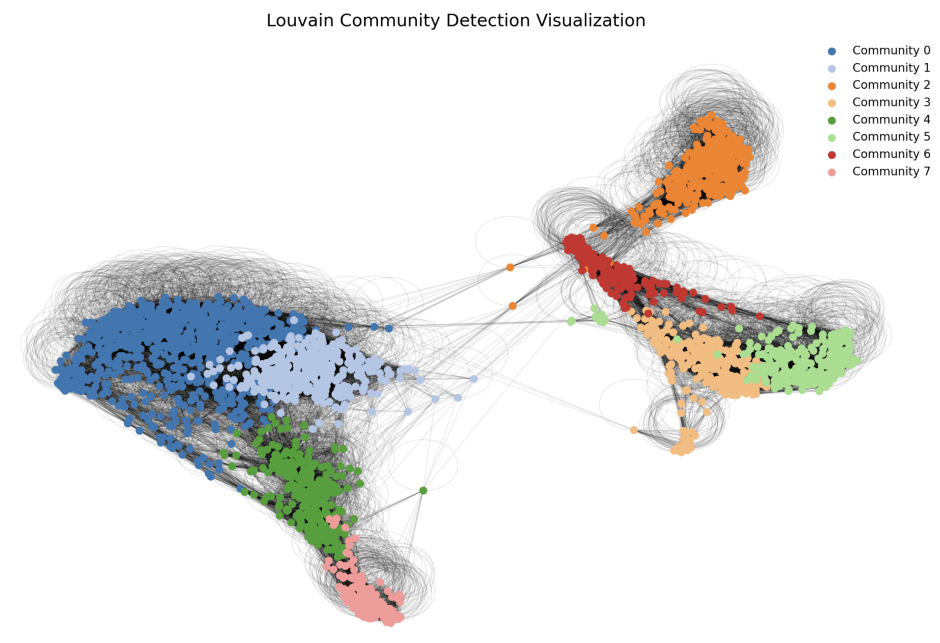 Louvain Community Detection Visualization
Community 0
Community 1
Community 2
Community 3
Community 4
Community 5
Community 6
Community 7